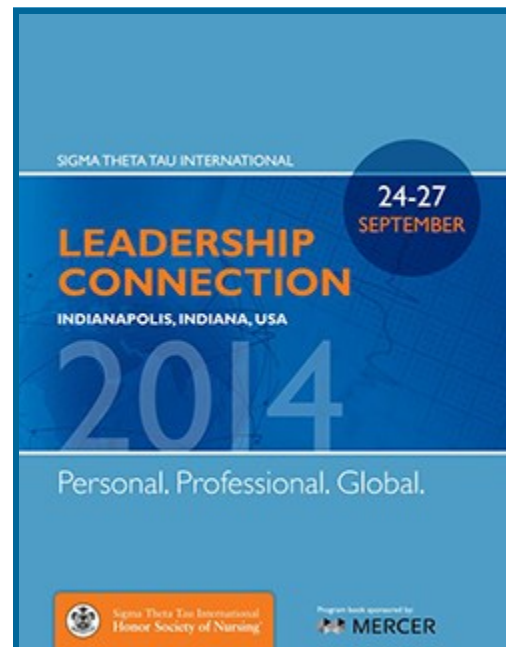 SIGMA THETA TAU INTERNATIONAL
24-27
SEPTEMBER
LEADERSHIP
CONNECTION
INDIANAPOLIS, INDIANA, USA
2014
Personal. Professional. Global.
Sigma Theta Tau International
Honor Society of Nursing
Program book sponsored by:
MERCER